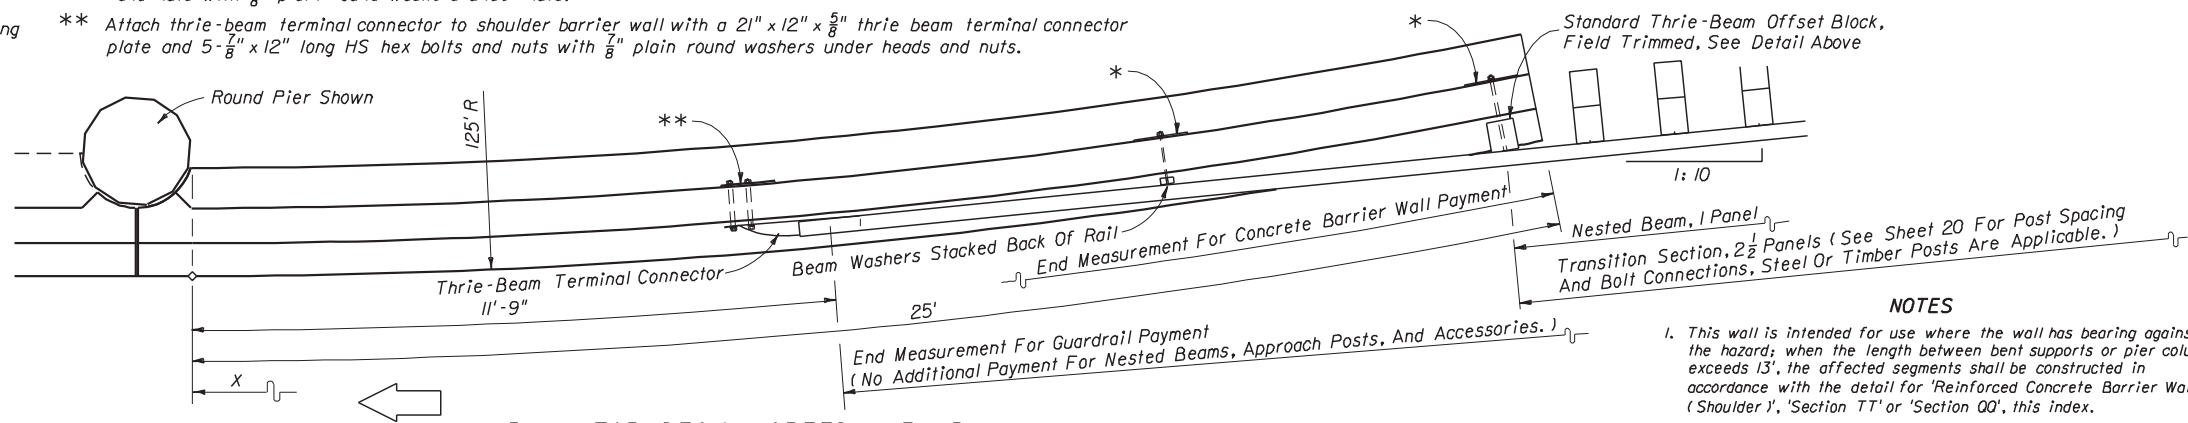 ** Attach thrie-beam terminal connector to shoulder barrier wall with a 21" x 12" x 5/8" thrie beam terminal connector
plate and 5-7/8" x 12" long HS hex bolts and nuts with 7/8" plain round washers under heads and nuts.
Round Pier Shown
125' R
**
*
*
Standard Thrie-Beam Offset Block,
Field Trimmed, See Detail Above
1:10
Thrie-Beam Terminal Connector
Beam Washers Stacked Back Of Rail
End Measurement For Concrete Barrier Wall Payment
Nested Beam, 1 Panel
Transition Section, 2 1/2 Panels (See Sheet 20 For Post Spacing
And Bolt Connections, Steel Or Timber Posts Are Applicable.)
11'-9"
25'
End Measurement For Guardrail Payment
(No Additional Payment For Nested Beams, Approach Posts, And Accessories.)
X
NOTES
1. This wall is intended for use where the wall has bearing
the hazard; when the length between bent supports or pier
exceeds 13', the affected segments shall be constructed in
accordance with the detail for 'Reinforced Concrete Barrier
(Shoulder)', 'Section TT' or 'Section QQ', this index.